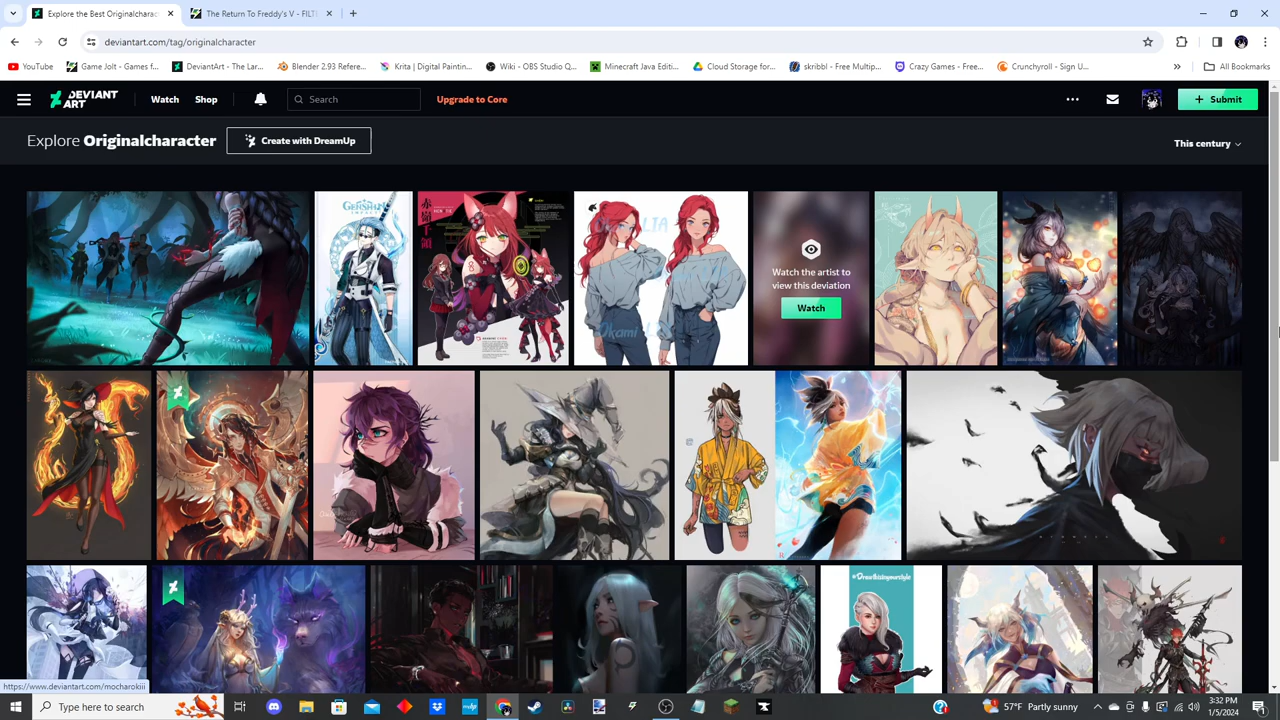 Explore the Best Originalcharac
The Return To Freddy's V - FILT
deviantart.com/tag/originalcharacter
YouTube
Game Jolt - Games f...
DeviantArt - The Lar...
Blender 2.93 Refere...
Krita | Digital Paintin...
Wiki - OBS Studio Q...
Minecraft Java Editi...
Cloud Storage for...
skribbl - Free Multip...
Crazy Games - Free...
Crunchyroll - Sign U...
All Bookmarks
DEVIANT ART
Watch
Shop
Search
Upgrade to Core
Submit
Explore Originalcharacter
Create with DreamUp
This century
GENSHIN
IMPACT
Watch the artist to
view this deviation
Watch
#Drawthisinyourstyle
https://www.deviantart.com/mocharokiii
Type here to search
57°F Partly sunny
3:32 PM
1/5/2024